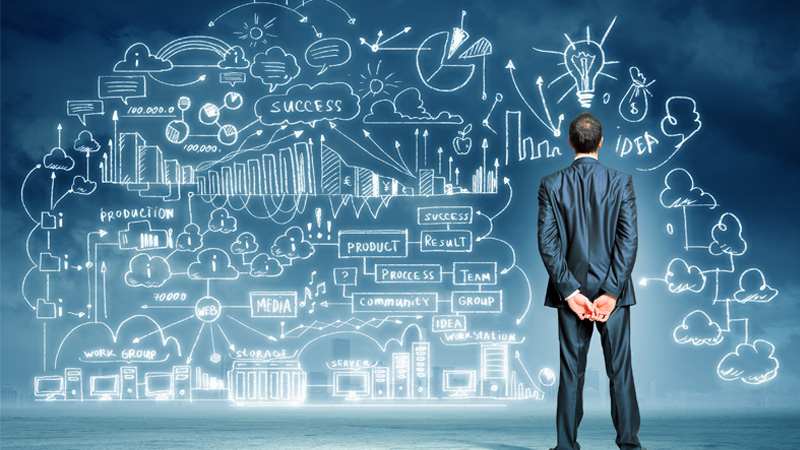 100.000
100.000
SUCCESS
IDEA
PRODUCTION
SUCCESS
PRODUCT
RESULT
PROCCESS
TEAM
?
70000
WEB
MEDIA
COMMUNITY
GROUP
IDEA
WORKSTATION
WORK GROUP
STORAGE
SERVER